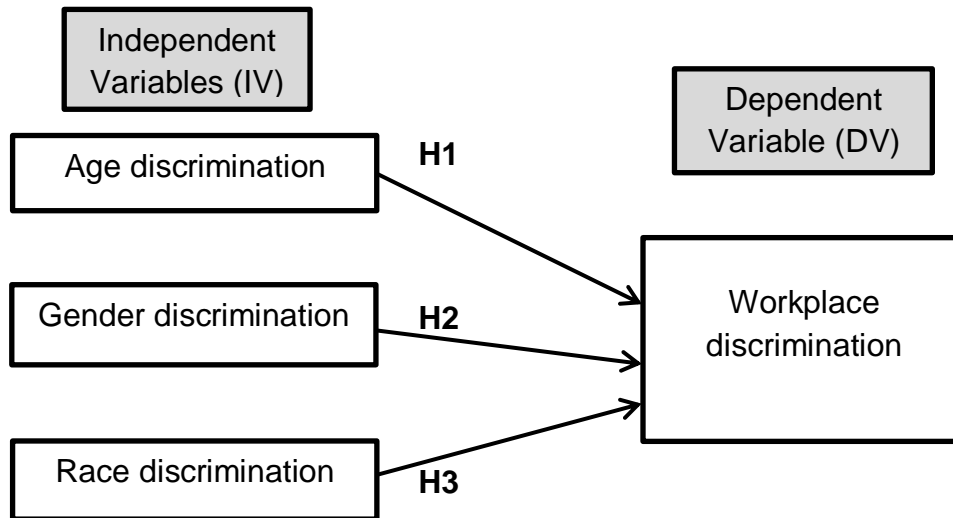 Independent
Variables (IV)
Dependent
Variable (DV)
Age discrimination
H1
Gender discrimination
H2
Workplace
discrimination
Race discrimination
H3